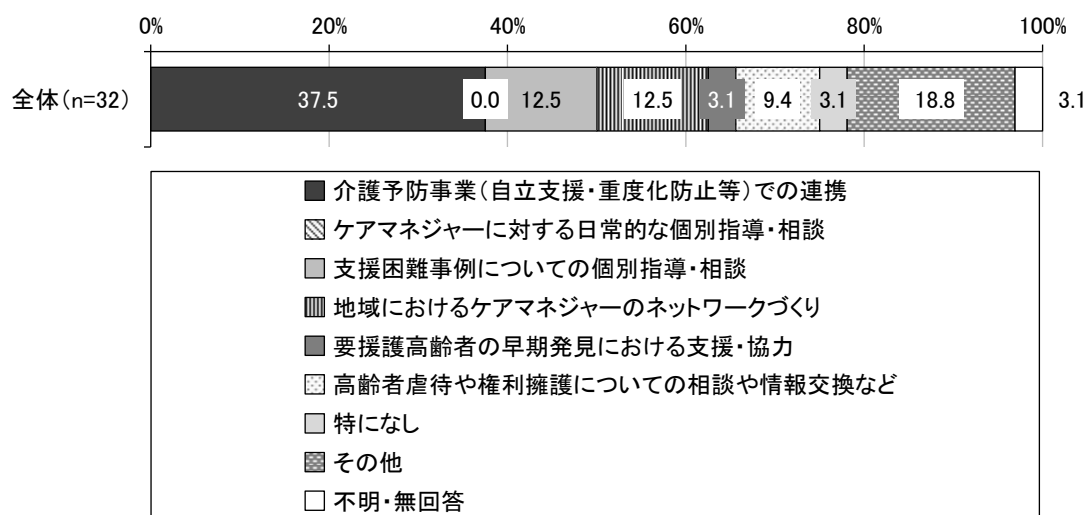 0% 20% 40% 60% 80% 100%
全体(n=32) 37.5 0.0 12.5 12.5 3.1 9.4 3.1 18.8 3.1
介護予防事業(自立支援・重度化防止等)での連携
ケアマネジャーに対する日常的な個別指導・相談
支援困難事例についての個別指導・相談
地域におけるケアマネジャーのネットワークづくり
要援護高齢者の早期発見における支援・協力
高齢者虐待や権利擁護についての相談や情報交換など
特になし
その他
不明・無回答